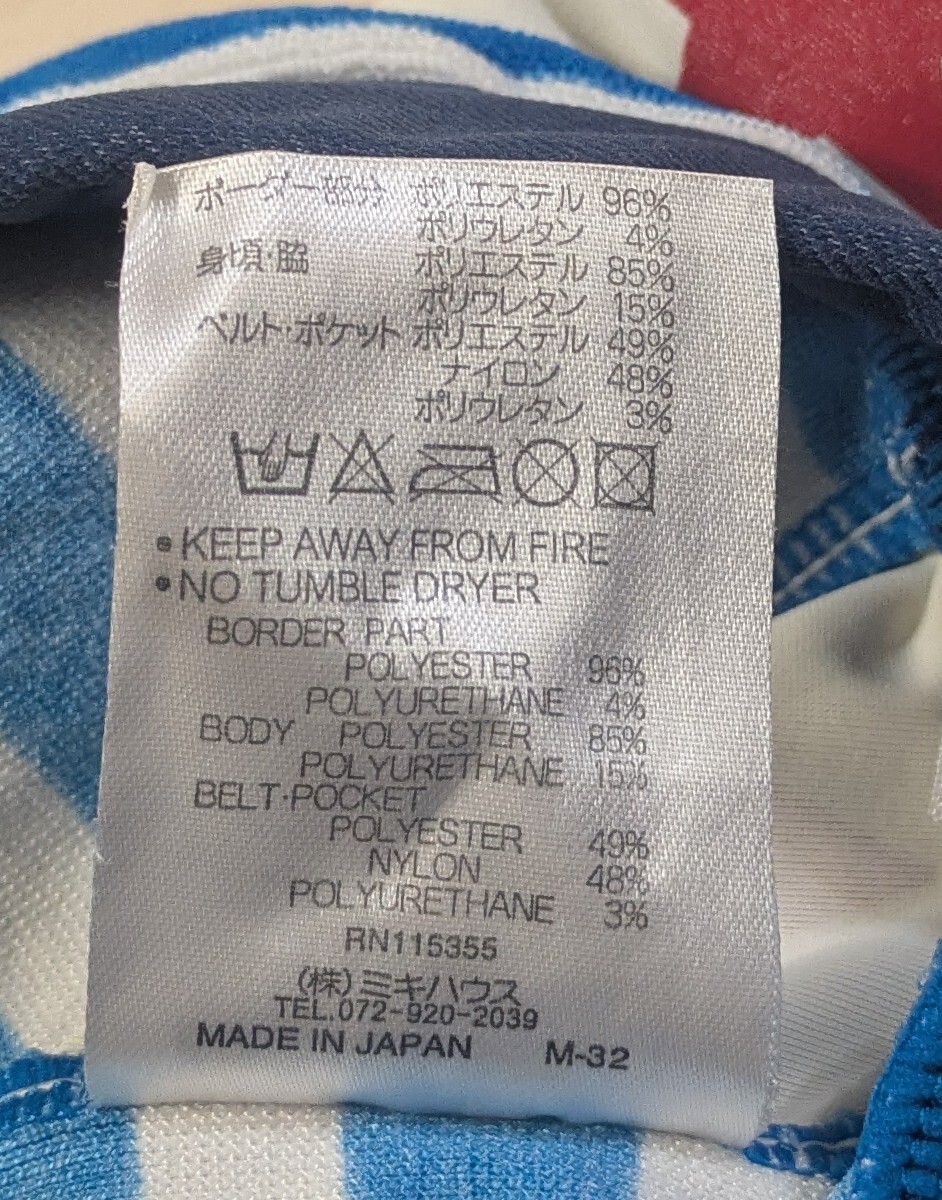 ボーダー部分 ポリエステル 96%
ポリウレタン 4%
身頃・脇 ポリエステル 85%
ポリウレタン 15%
ベルト・ポケット ポリエステル 49%
ナイロン 48%
ポリウレタン 3%
•KEEP AWAY FROM FIRE
•NO TUMBLE DRYER
BORDER PART
POLYESTER 96%
POLYURETHANE 4%
BODY POLYESTER 85%
POLYURETHANE 15%
BELT·POCKET
POLYESTER 49%
NYLON 48%
POLYURETHANE 3%
RN115355
(株)ミキハウス
TEL.072-920-2039
MADE IN JAPAN M-32